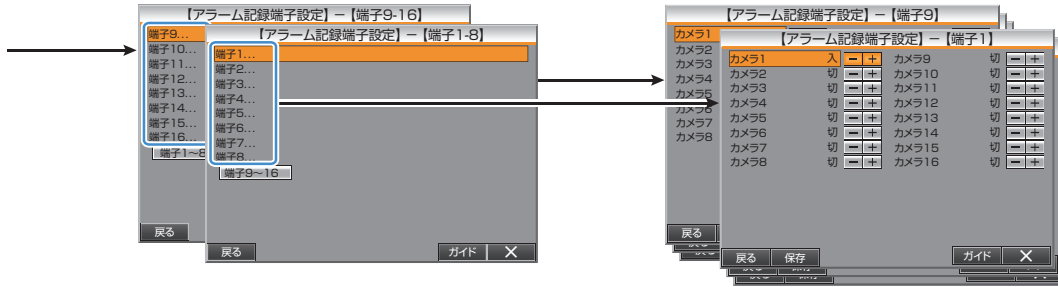 【アラーム記録端子設定】－【端子9-16】
端子9...
端子10...
端子11...
端子12...
端子13...
端子14...
端子15...
端子16...
端子1～8
戻る
【アラーム記録端子設定】－【端子1-8】
端子1...
端子2...
端子3...
端子4...
端子5...
端子6...
端子7...
端子8...
端子9～16
戻る ガイド ×
【アラーム記録端子設定】－【端子9】
カメラ1
カメラ2
カメラ3
カメラ4
カメラ5
カメラ6
カメラ7
カメラ8
戻る
【アラーム記録端子設定】－【端子1】
カメラ1 入 － ＋ カメラ9 切 － ＋
カメラ2 切 － ＋ カメラ10 切 － ＋
カメラ3 切 － ＋ カメラ11 切 － ＋
カメラ4 切 － ＋ カメラ12 切 － ＋
カメラ5 切 － ＋ カメラ13 切 － ＋
カメラ6 切 － ＋ カメラ14 切 － ＋
カメラ7 切 － ＋ カメラ15 切 － ＋
カメラ8 切 － ＋ カメラ16 切 － ＋
戻る 保存 ガイド ×